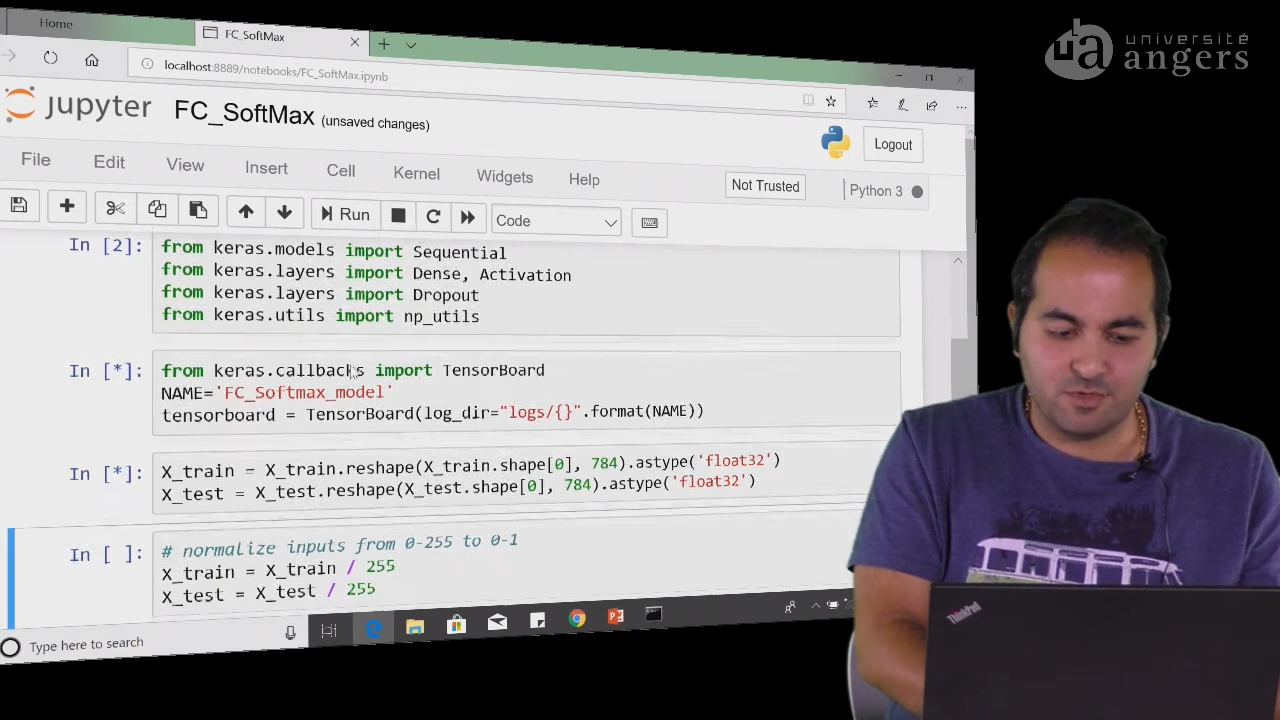 Home
FC_SoftMax
localhost:8889/notebooks/FC_SoftMax.ipynb
université
angers
jupyter FC_SoftMax (unsaved changes)
Logout
File Edit View Insert Cell Kernel Widgets Help
Not Trusted
Python 3
Run
Code
In [2]:
from keras.models import Sequential
from keras.layers import Dense, Activation
from keras.layers import Dropout
from keras.utils import np_utils
In [*]:
from keras.callbacks import TensorBoard
NAME='FC_Softmax_model'
tensorboard = TensorBoard(log_dir="logs/{}".format(NAME))
In [*]:
X_train = X_train.reshape(X_train.shape[0], 784).astype('float32')
X_test = X_test.reshape(X_test.shape[0], 784).astype('float32')
In [ ]:
# normalize inputs from 0-255 to 0-1
X_train = X_train / 255
X_test = X_test / 255
Type here to search
ThinkPad